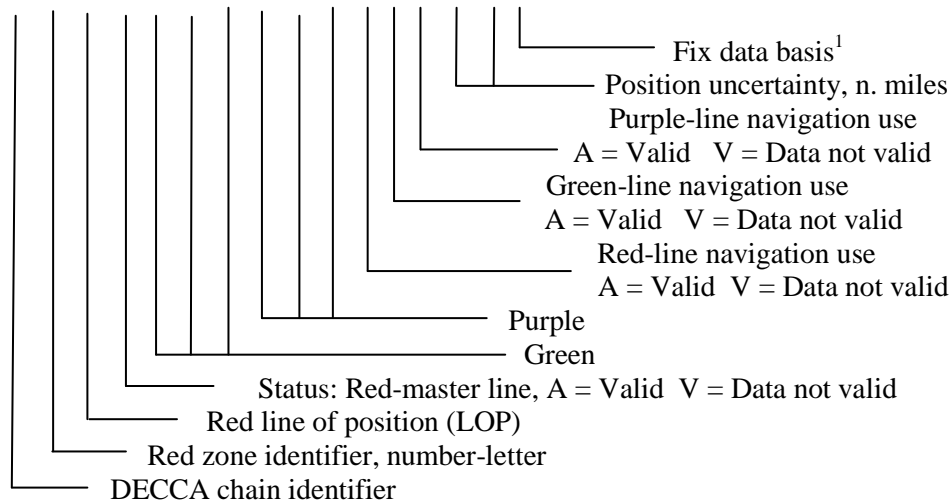 Fix data basis1
Position uncertainty, n. miles
Purple-line navigation use
A = Valid V = Data not valid
Green-line navigation use
A = Valid V = Data not valid
Red-line navigation use
A = Valid V = Data not valid
Purple
Green
Status: Red-master line, A = Valid V = Data not valid
Red line of position (LOP)
Red zone identifier, number-letter
DECCA chain identifier